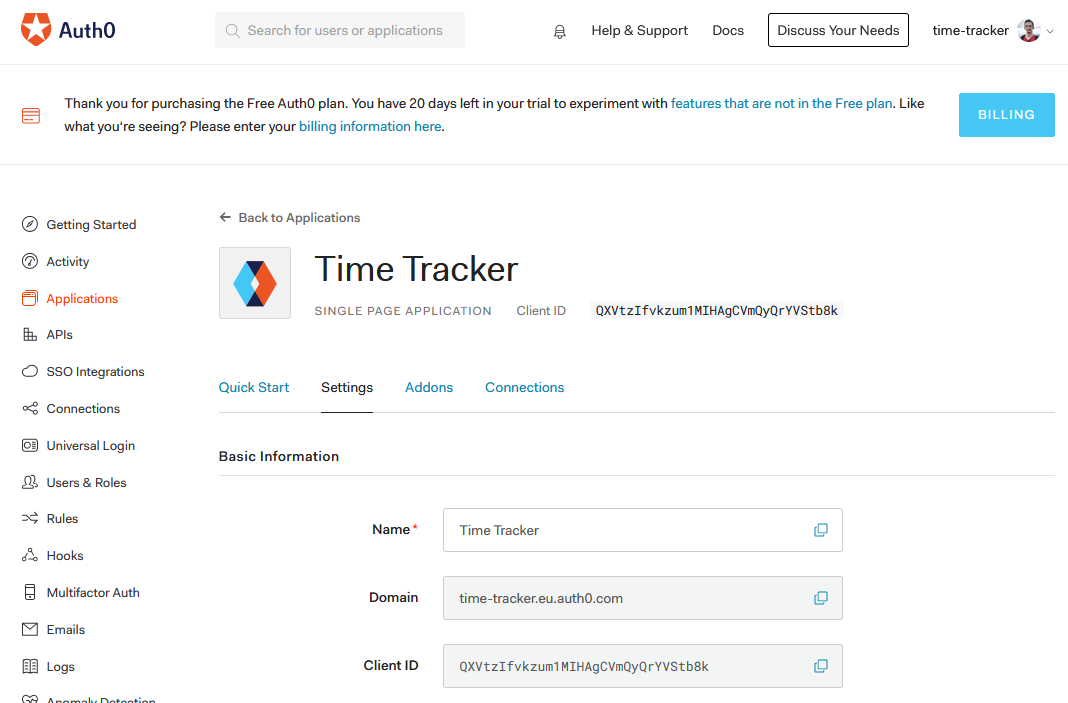 Auth0
Search for users or applications
Help & Support
Docs
Discuss Your Needs
time-tracker
Thank you for purchasing the Free Auth0 plan. You have 20 days left in your trial to experiment with features that are not in the Free plan. Like
what you‘re seeing? Please enter your billing information here.
BILLING
Getting Started
Activity
Applications
APIs
SSO Integrations
Connections
Universal Login
Users & Roles
Rules
Hooks
Multifactor Auth
Emails
Logs
Anomaly Detection
Back to Applications
Time Tracker
SINGLE PAGE APPLICATION
Client ID
QXVtzIfvkzum1MIHAgCVmQyQrYVStb8k
Quick Start
Settings
Addons
Connections
Basic Information
Name *
Time Tracker
Domain
time-tracker.eu.auth0.com
Client ID
QXVtzIfvkzum1MIHAgCVmQyQrYVStb8k